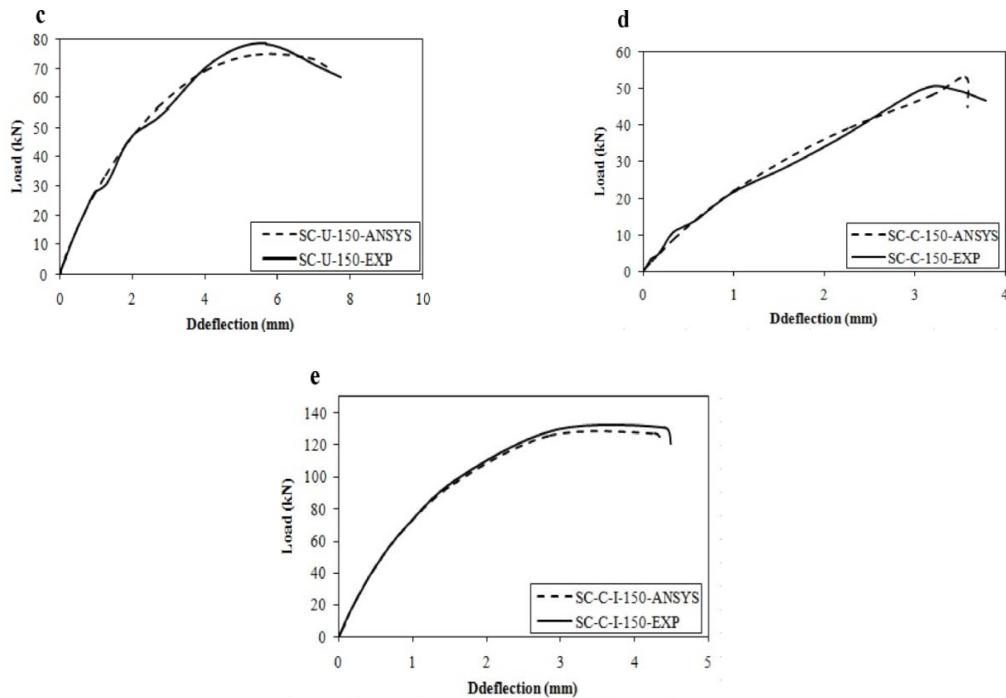 c
80
70
60
50
40
30
20
10
0
Load (kN)
0 2 4 6 8 10
Ddeflection (mm)
SC-U-150-ANSYS
SC-U-150-EXP
d
60
50
40
30
20
10
0
Load (kN)
0 1 2 3 4
Ddeflection (mm)
SC-C-150-ANSYS
SC-C-150-EXP
e
140
120
100
80
60
40
20
0
Load (kN)
0 1 2 3 4 5
Ddeflection (mm)
SC-C-I-150-ANSYS
SC-C-I-150-EXP